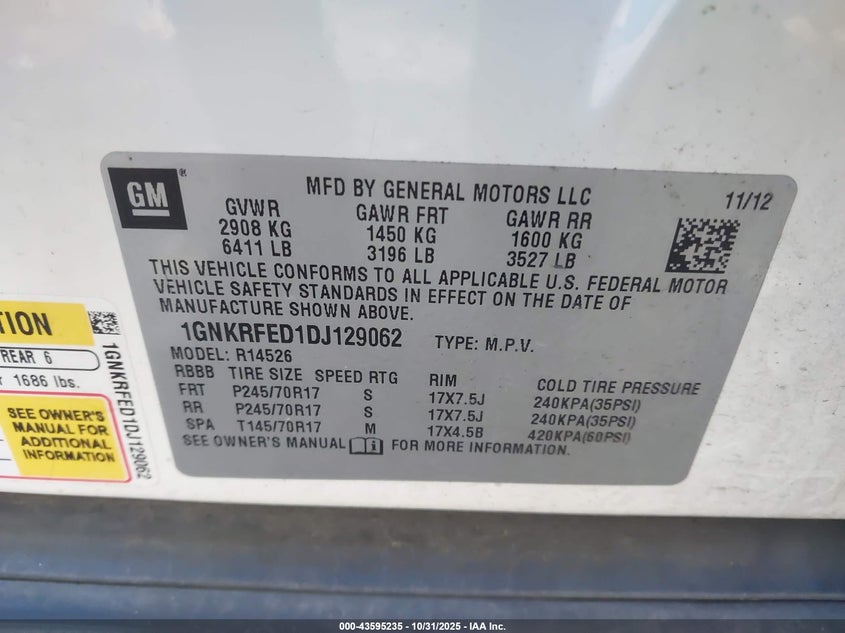 GM®
MFD BY GENERAL MOTORS LLC
11/12
GVWR GAWR FRT GAWR RR
2908 KG 1450 KG 1600 KG
6411 LB 3196 LB 3527 LB
THIS VEHICLE CONFORMS TO ALL APPLICABLE U.S. FEDERAL MOTOR
VEHICLE SAFETY STANDARDS IN EFFECT ON THE DATE OF
MANUFACTURE SHOWN ABOVE.
1GNKRFED1DJ129062 TYPE: M.P.V.
MODEL: R14526
RBBB TIRE SIZE SPEED RTG RIM COLD TIRE PRESSURE
FRT P245/70R17 S 17X7.5J 240KPA(35PSI)
RR P245/70R17 S 17X7.5J 240KPA(35PSI)
SPA T145/70R17 M 17X4.5B 420KPA(60PSI)
SEE OWNER'S MANUAL FOR MORE INFORMATION.
TION
REAR 6
1686 lbs.
SEE OWNER'S
MANUAL FOR
ADDITIONAL
INFORMATION
1GNKRFED1DJ129062
000-43595235 - 10/31/2025 - IAA Inc.